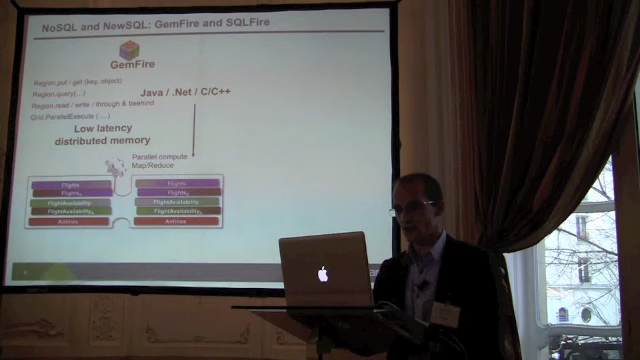 NoSQL and NewSQL: GemFire and SQLFire
GemFire
Region.put / get (key, object)
Region.query(...)
Java / .Net / C/C++
Region.read / write / through & beehind
Grid.ParallelExecute (....)
Low latency
distributed memory
Parallel compute
Map/Reduce
Flights Flights
Flights Flights
FlightAvailability FlightAvailability
FlightAvailability FlightAvailability
Airlines Airlines